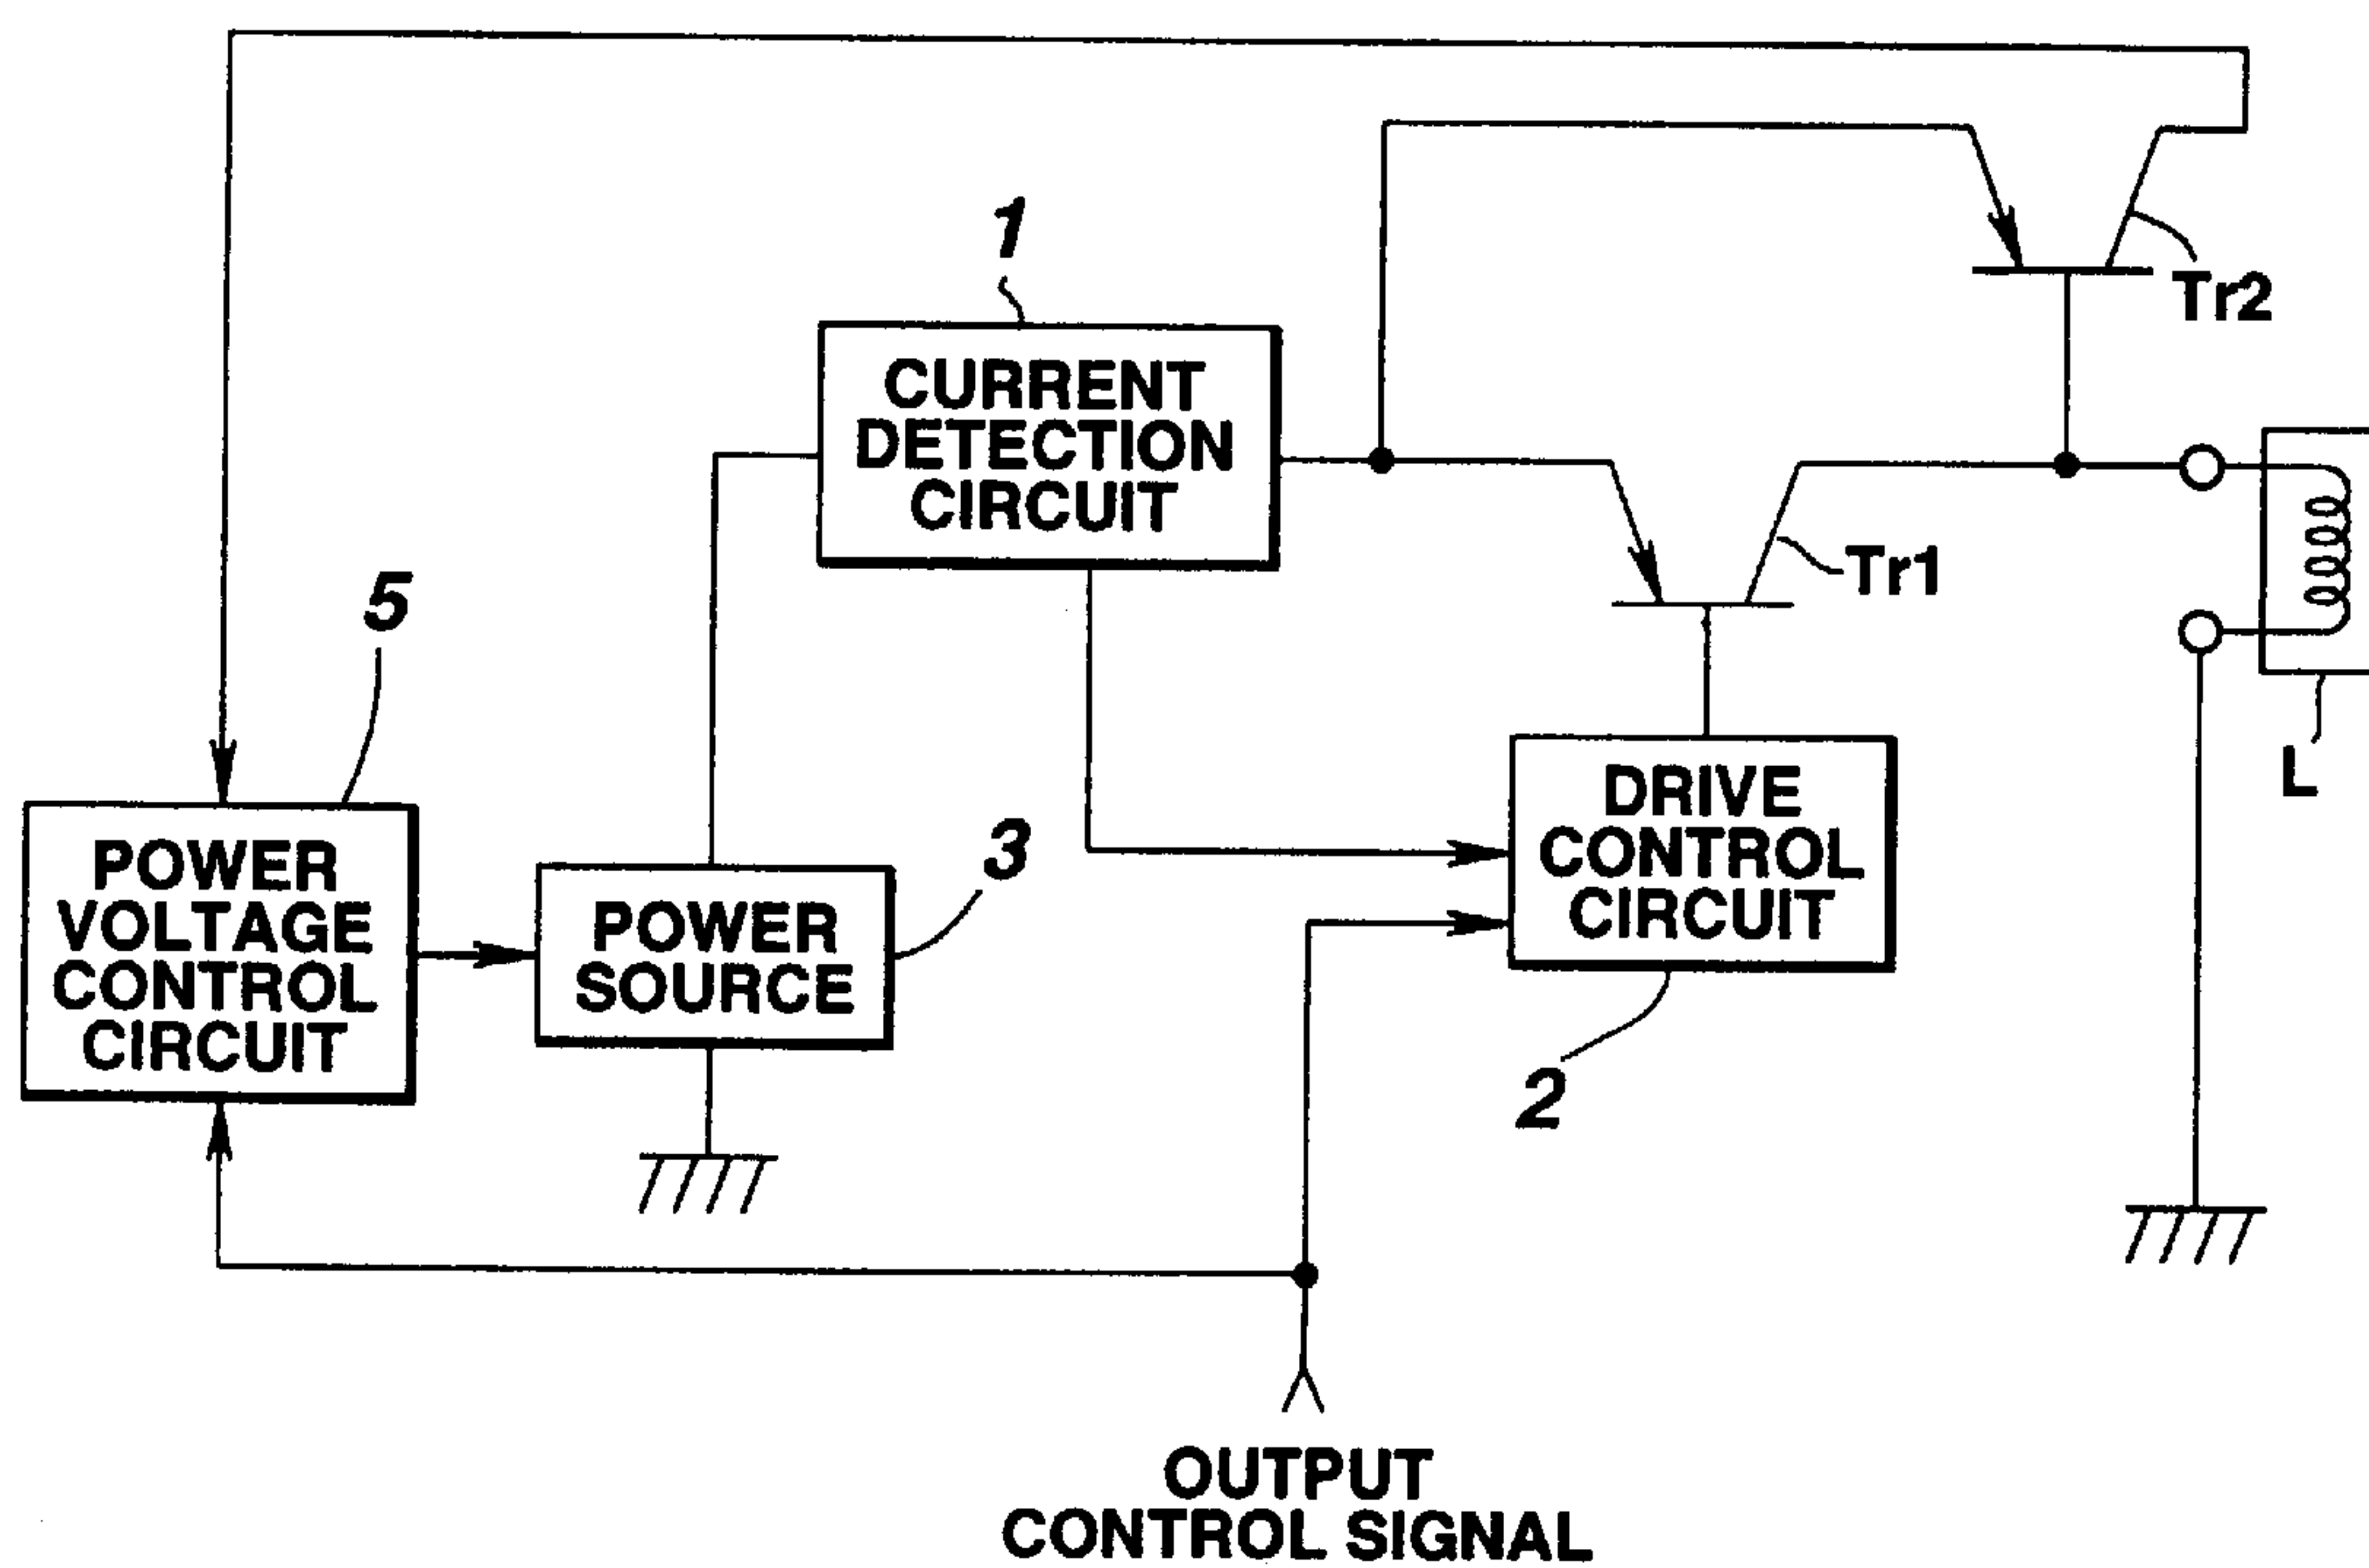 1
CURRENT
DETECTION
CIRCUIT
Tr2
Tr1
5
POWER
VOLTAGE
CONTROL
CIRCUIT
3
POWER
SOURCE
DRIVE
CONTROL
CIRCUIT
2
L
OUTPUT
CONTROL SIGNAL